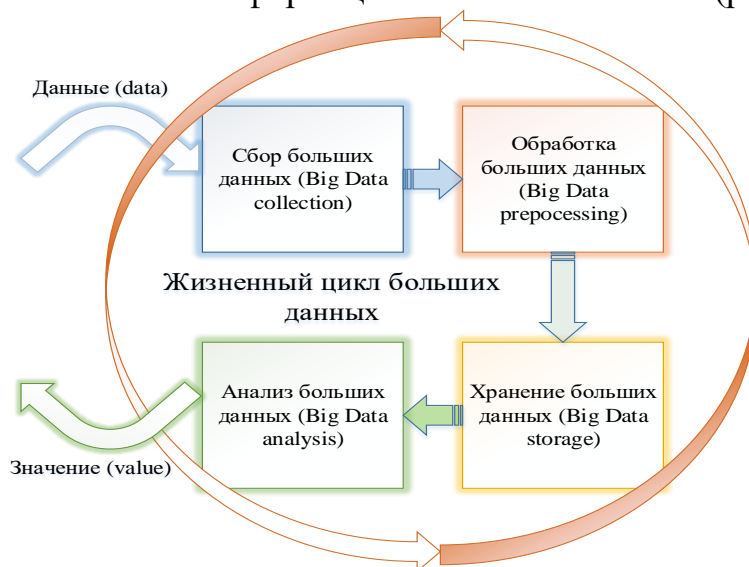 Данные (data)
Сбор больших
данных (Big Data
collection)
Обработка
больших данных
(Big Data
prepocessing)
Жизненный цикл больших
данных
Анализ больших
данных (Big Data
analysis)
Хранение больших
данных (Big Data
storage)
Значение (value)